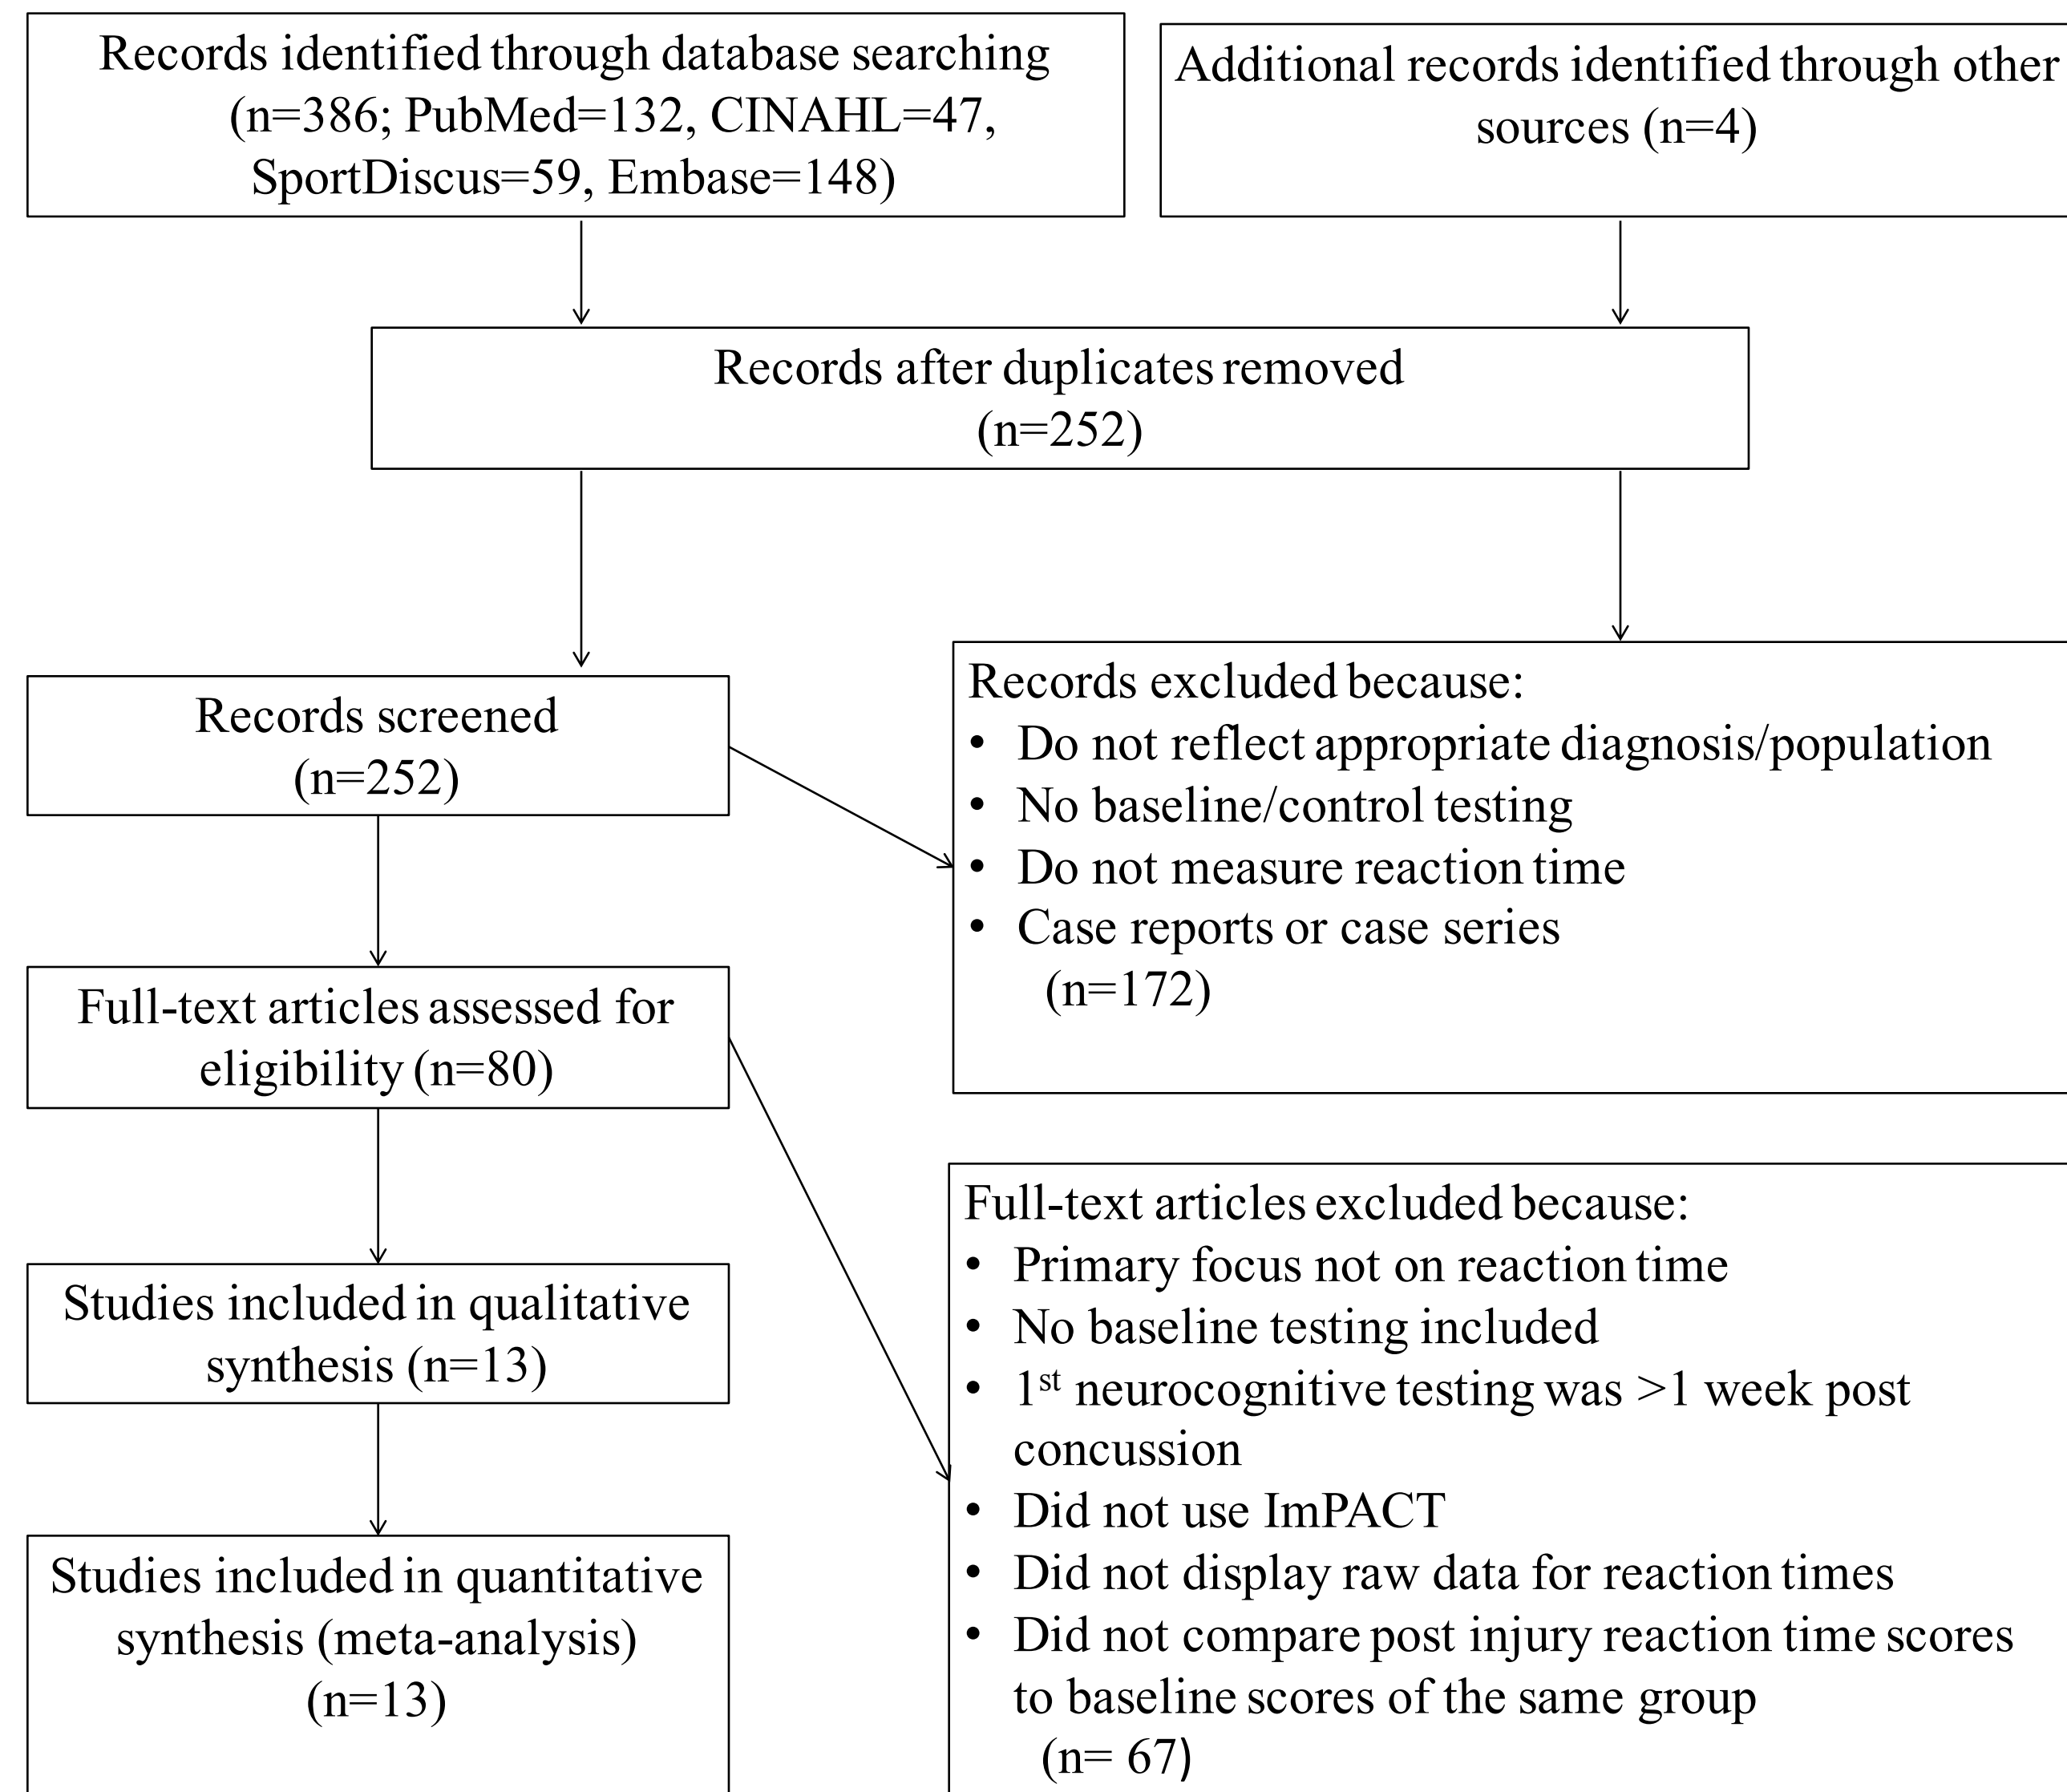 Records identified through database searching
(n=386; PubMed=132, CINAHL=47,
SportDiscus=59, Embase=148)
Additional records identified through other
sources (n=4)
Records after duplicates removed
(n=252)
Records screened
(n=252)
Records excluded because:
• Do not reflect appropriate diagnosis/population
• No baseline/control testing
• Do not measure reaction time
• Case reports or case series
(n=172)
Full-text articles assessed for
eligibility (n=80)
Full-text articles excluded because:
• Primary focus not on reaction time
• No baseline testing included
• 1st neurocognitive testing was >1 week post
concussion
• Did not use ImPACT
• Did not display raw data for reaction times
• Did not compare post injury reaction time scores
to baseline scores of the same group
(n= 67)
Studies included in qualitative
synthesis (n=13)
Studies included in quantitative
synthesis (meta-analysis)
(n=13)